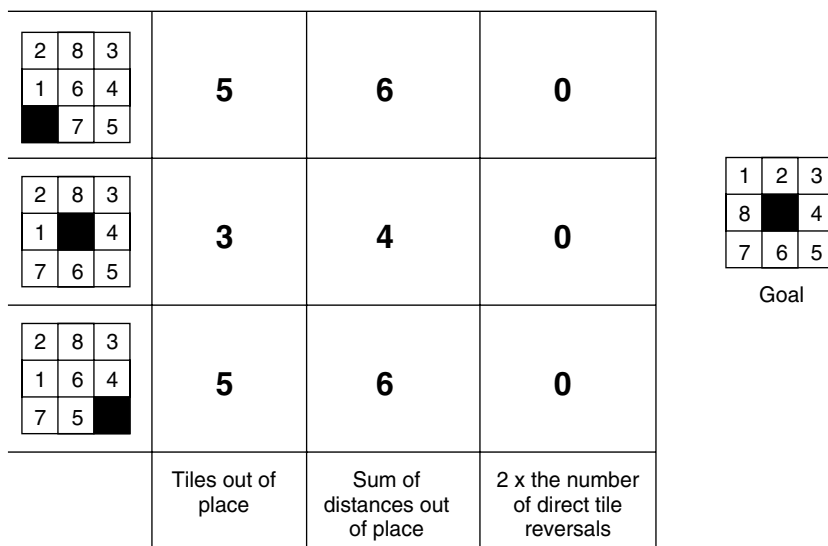 2 8 3
1 6 4
7 5
5 6 0
2 8 3
1 4
7 6 5
3 4 0
2 8 3
1 6 4
7 5
5 6 0
Tiles out of
place
Sum of
distances out
of place
2 x the number
of direct tile
reversals
1 2 3
8 4
7 6 5
Goal